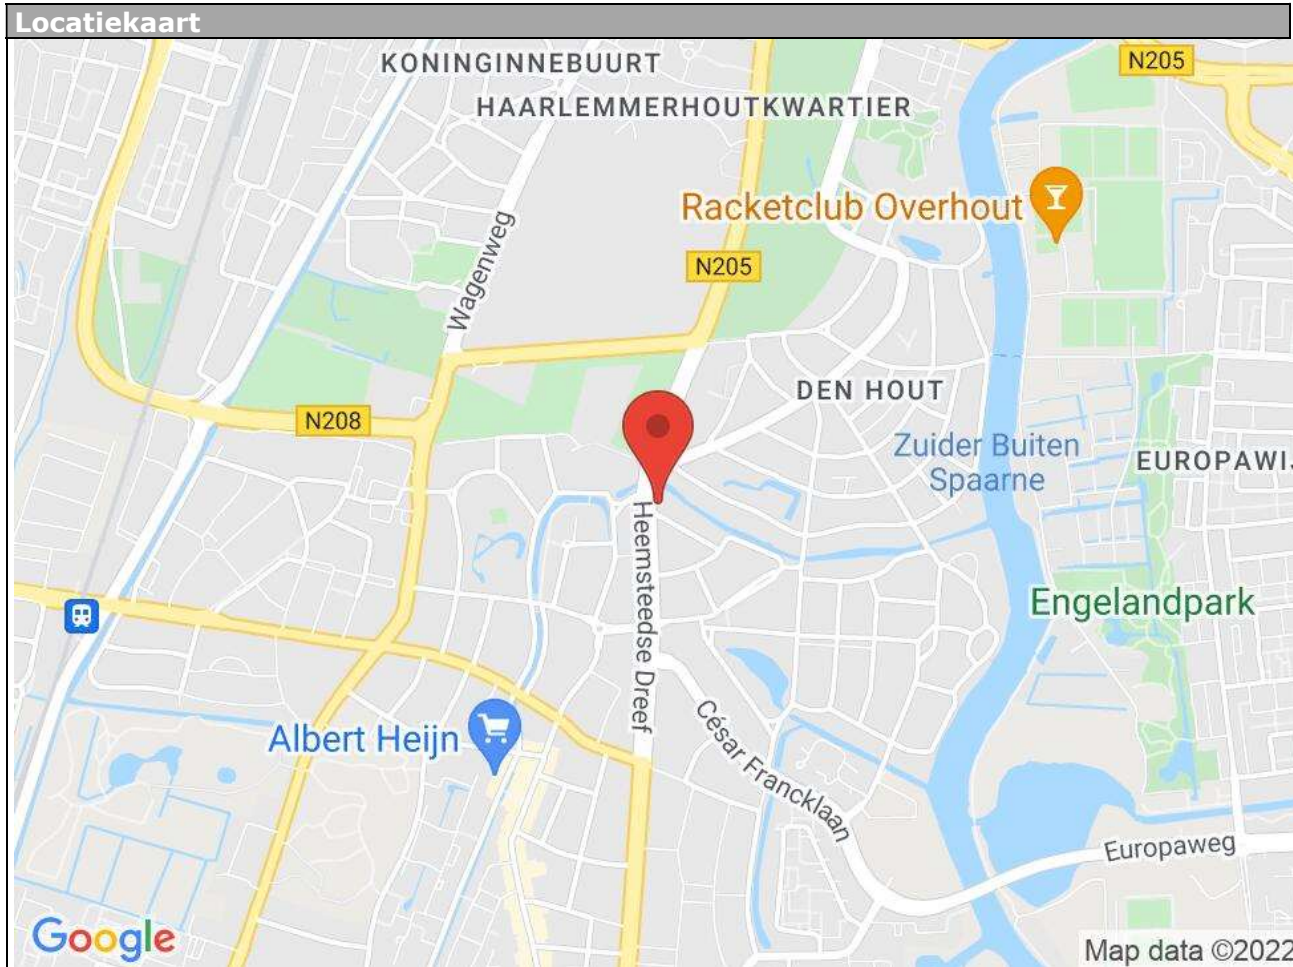 Locatiekaart
KONINGINNEBUURT
N205
HAARLEMMERHOUTKWARTIER
Racketclub Overhout
Wagenweg
N205
DEN HOUT
N208
Zuider Buiten
Spaarne
EUROPAWIJ
Heemsteedse Dreef
Engelandpark
Albert Heijn
César Francklaan
Europaweg
Google
Map data ©2022